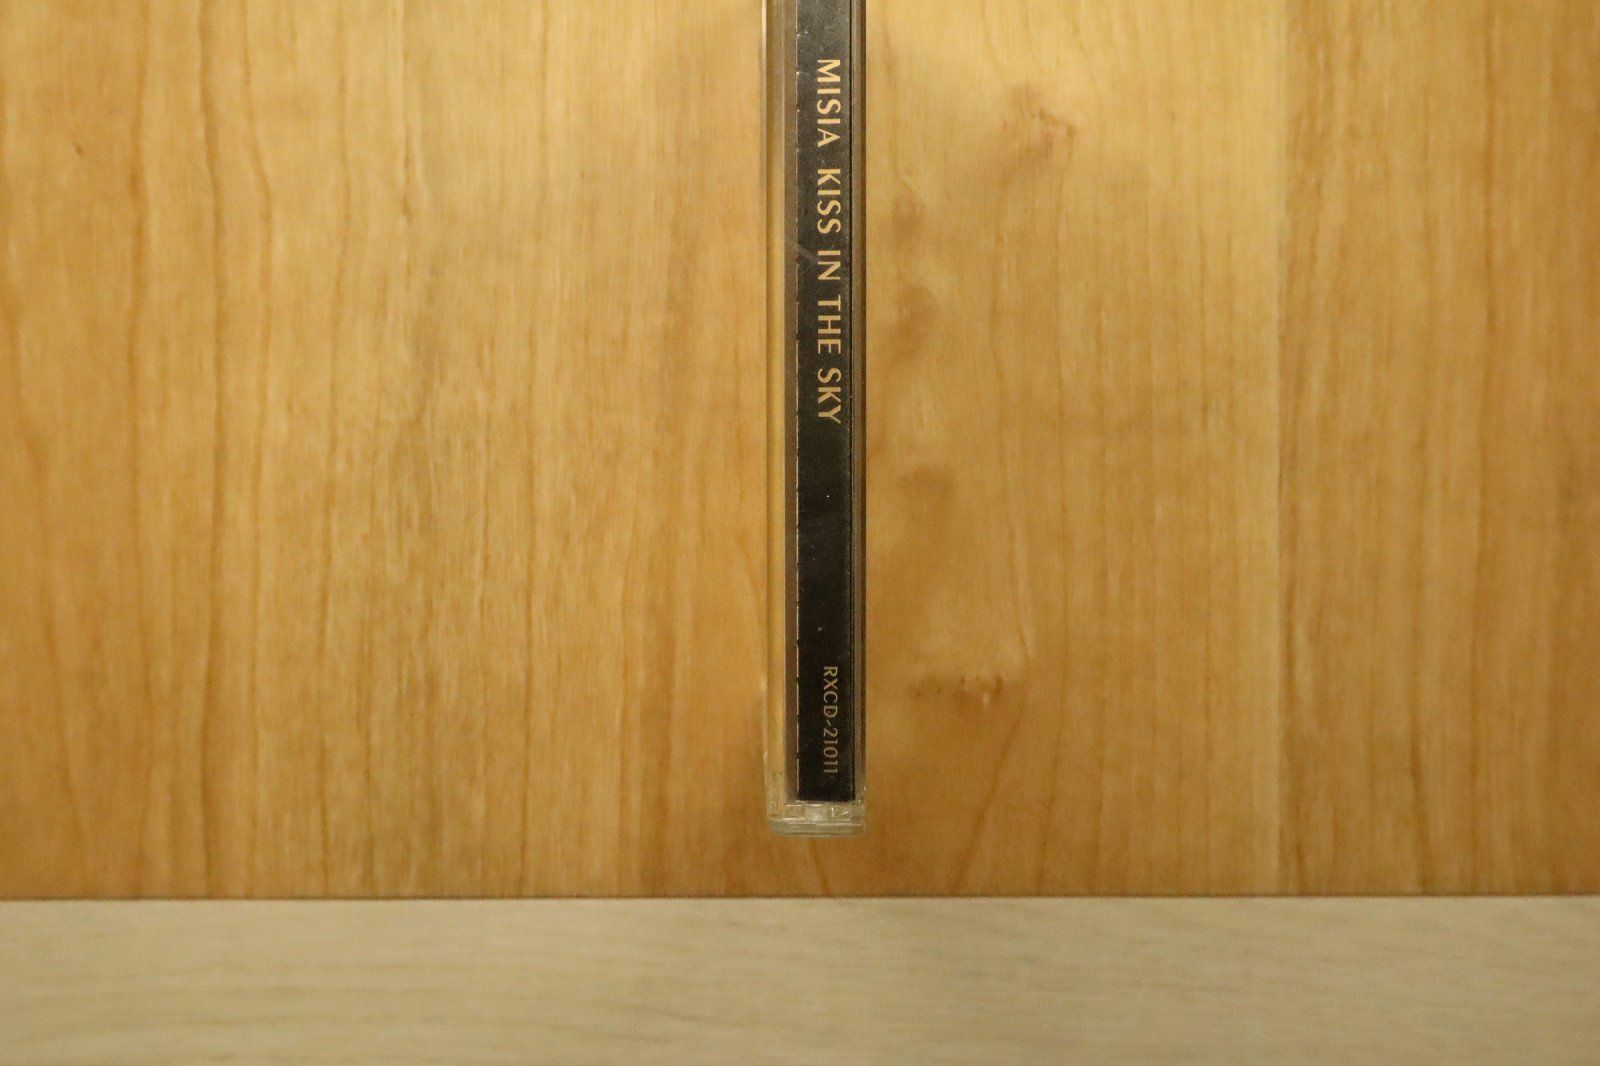 MISIA KISS IN THE SKY
RXCD-21011